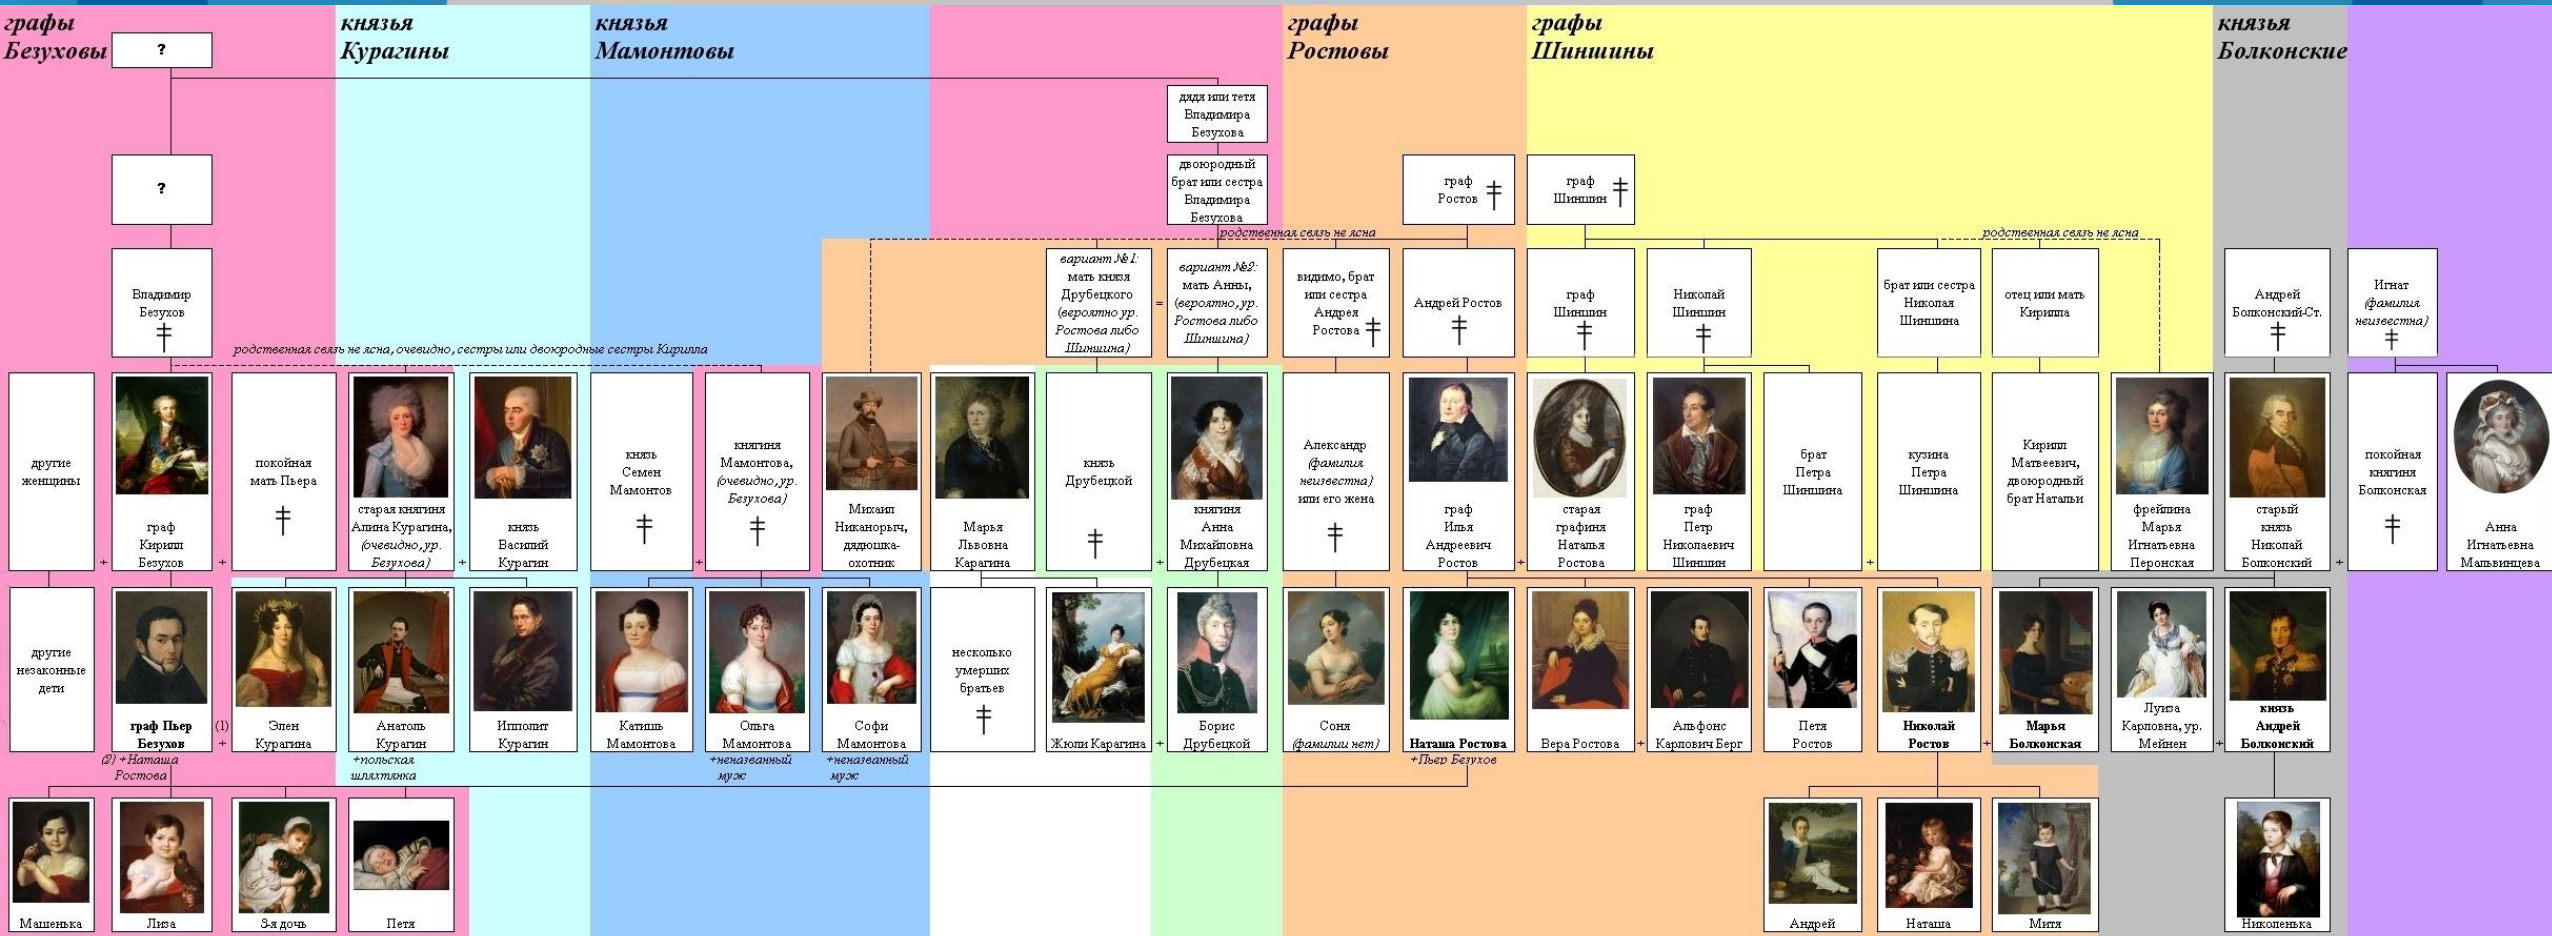 графы
Безуховы
князья
Курагины
князья
Мамонтовы
графы
Ростовы
графы
Шиншины
князья
Болконские
?
дядя или тетя
Владимира
Безухова
?
двоюродный
брат или сестра
Владимира
Безухова
граф
Ростов
граф
Шиншин
родственная связь не ясна
родственная связь не ясна
Владимир
Безухов
вариант №1:
мать князя
Друбецкого
(вероятно ур.
Ростова либо
Шиншина)
=
вариант №2:
мать Анны,
(вероятно, ур.
Ростова либо
Шиншина)
видимо, брат
или сестра
Андрея
Ростова
Андрей Ростов
граф
Шиншин
Николай
Шиншин
брат или сестра
Николая
Шиншина
отец или мать
Кирилла
Андрей
Болконский-Ст.
Игнат
(фамилия
неизвестна)
родственная связь не ясна, очевидно, сестры или двоюродные сестры Кирилла
другие
женщины
+
граф
Кирилл
Безухов
+
покойная
мать Пьера
старая княгиня
Алина Курагина,
(очевидно, ур.
Безухова)
+
князь
Василий
Курагин
князь
Семен
Мамонтов
+
княгиня
Мамонтова,
(очевидно, ур.
Безухова)
Михаил
Никанорыч,
дядюшка-
охотник
Марья
Львовна
Карагина
князь
Друбецкой
+
княгиня
Анна
Михайловна
Друбецкая
Александр
(фамилия
неизвестна)
или его жена
граф
Илья
Андреевич
Ростов
+
старая
графиня
Наталья
Ростова
граф
Петр
Николаевич
Шиншин
брат
Петра
Шиншина
+
кузина
Петра
Шиншина
Кирилл
Матвеевич,
двоюродный
брат Натальи
фрейлина
Марья
Игнатьевна
Перонская
старый
князь
Николай
Болконский
+
покойная
княгиня
Болконская
Анна
Игнатьевна
Мальвинцева
другие
незаконные
дети
граф Пьер
Безухов
(1)
+
(2) +Наташа
Ростова
Элен
Курагина
Анатоль
Курагин
+польская
шляхтянка
Ипполит
Курагин
Катишь
Мамонтова
Ольга
Мамонтова
+неназванный
муж
Софи
Мамонтова
+неназванный
муж
несколько
умерших
братьев
Жюли Карагина
+
Борис
Друбецкой
Соня
(фамилии нет)
Наташа Ростова
+Пьер Безухов
Вера Ростова
+
Альфонс
Карлович Берг
Петя
Ростов
Николай
Ростов
+
Марья
Болконская
Луиза
Карловна, ур.
Мейнен
+
князь
Андрей
Болконский
Машенька
Лиза
3-я дочь
Петя
Андрей
Наташа
Митя
Николенька